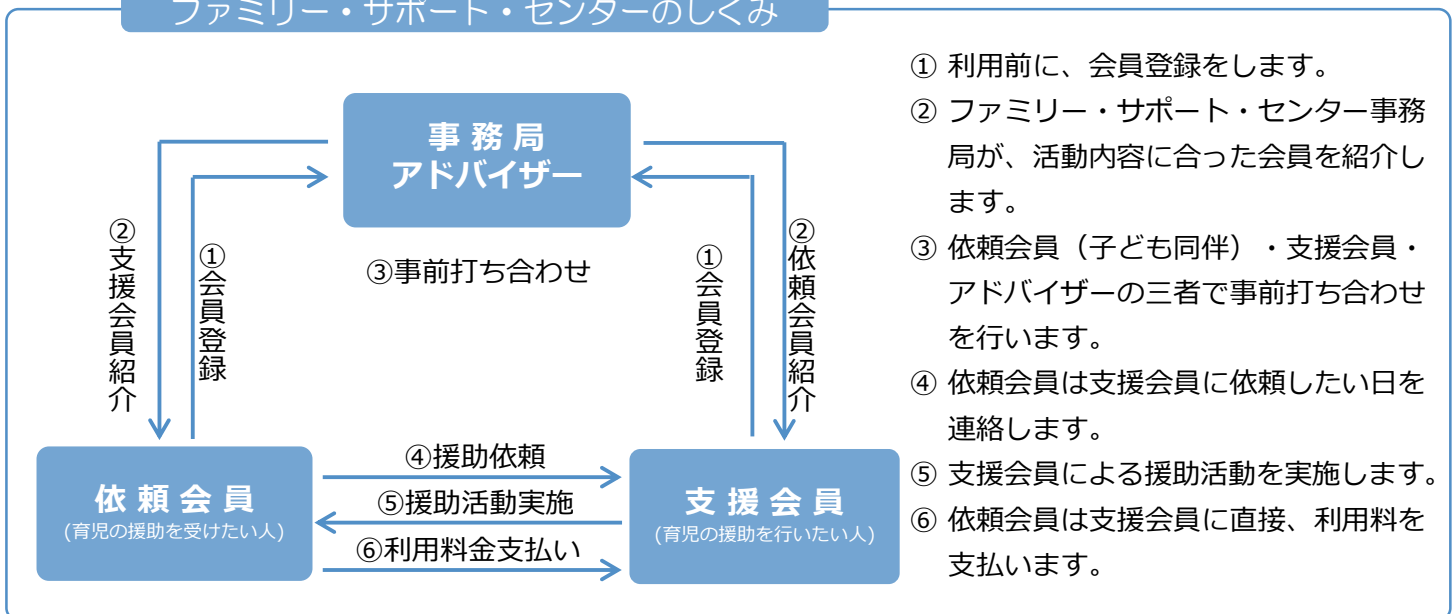 ファミリー・サポート・センターのしくみ
事務局
アドバイザー
②支援会員紹介
①会員登録
③事前打ち合わせ
①会員登録
②依頼会員紹介
依頼会員
(育児の援助を受けたい人)
④援助依頼
⑤援助活動実施
⑥利用料金支払い
支援会員
(育児の援助を行いたい人)
① 利用前に、会員登録をします。
② ファミリー・サポート・センター事務
局が、活動内容に合った会員を紹介し
ます。
③ 依頼会員（子ども同伴）・支援会員・
アドバイザーの三者で事前打ち合わせ
を行います。
④ 依頼会員は支援会員に依頼したい日を
連絡します。
⑤ 支援会員による援助活動を実施します。
⑥ 依頼会員は支援会員に直接、利用料を
支払います。